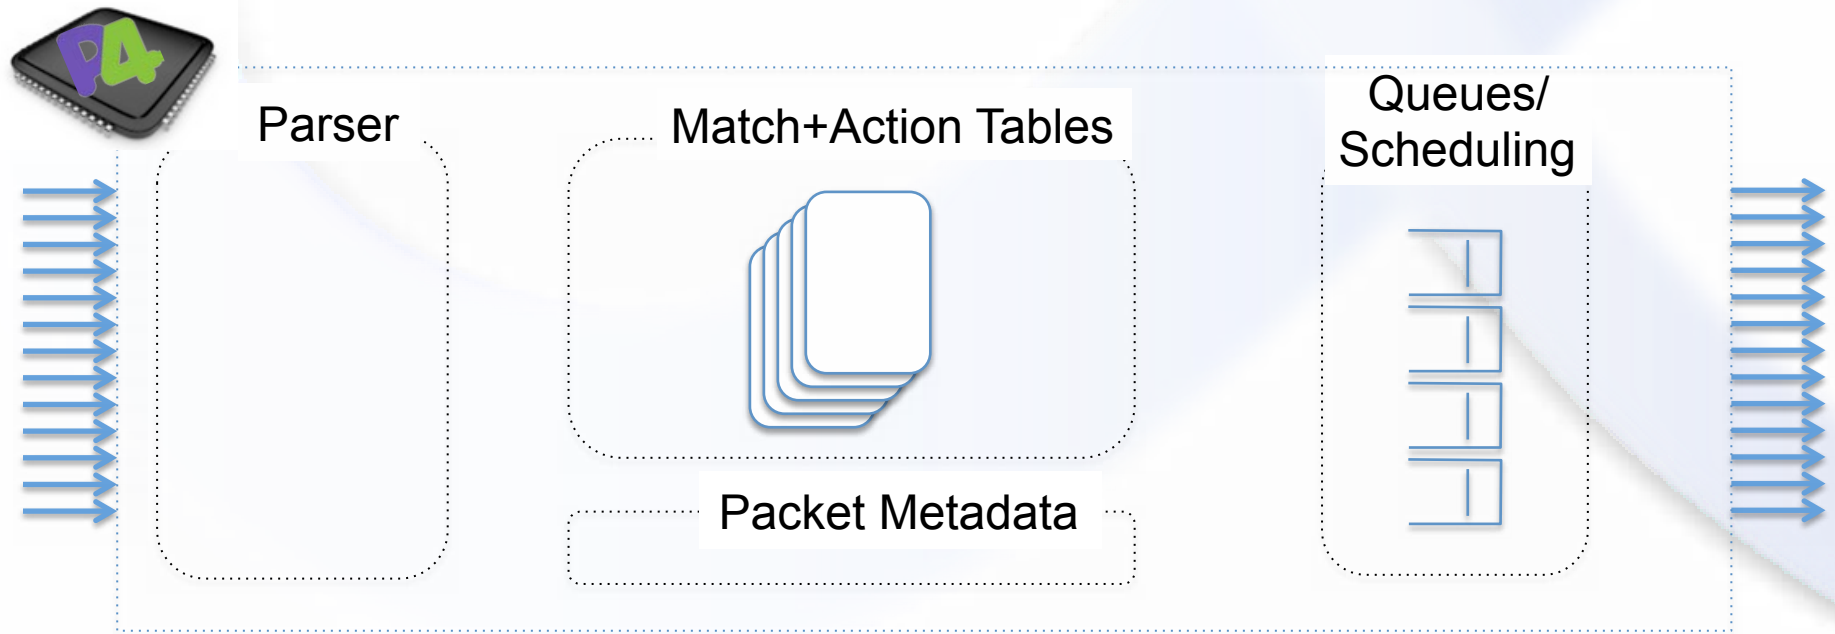 P4
Parser
Match+Action Tables
Queues/
Scheduling
Packet Metadata